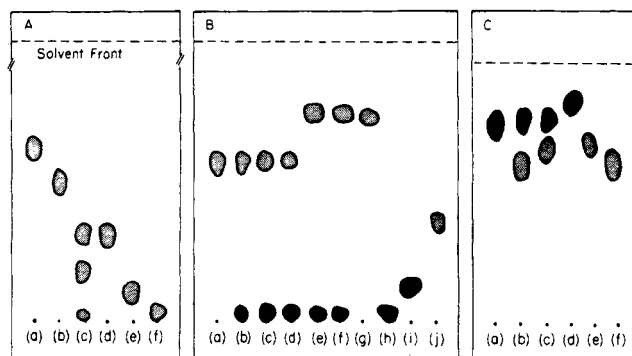 A
Solvent Front
(a) (b) (c) (d) (e) (f)
B
(a) (b) (c) (d) (e) (f) (g) (h) (i) (j)
C
(a) (b) (c) (d) (e) (f)